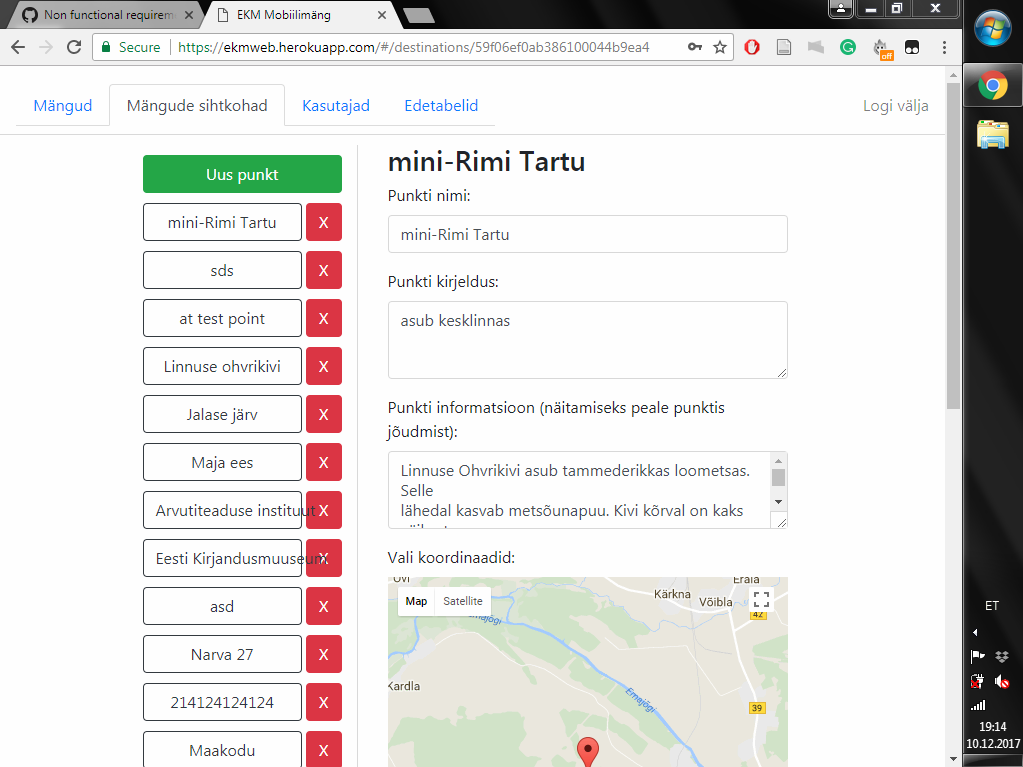 Non functional requirem
EKM Mobiilimäng
Secure
https://ekmweb.herokuapp.com/#/destinations/59f06ef0ab386100044b9ea4
off
Mängud
Mängude sihtkohad
Kasutajad
Edetabelid
Logi välja
Uus punkt
mini-Rimi Tartu X
sds X
at test point X
Linnuse ohvrikivi X
Jalase järv X
Maja ees X
Arvutiteaduse instituut X
Eesti Kirjandusmuuseum X
asd X
Narva 27 X
214124124124 X
Maakodu X
mini-Rimi Tartu
Punkti nimi:
mini-Rimi Tartu
Punkti kirjeldus:
asub kesklinnas
Punkti informatsioon (näitamiseks peale punktis
jõudmist):
Linnuse Ohvrikivi asub tammederikkas loometsas.
Selle
lähedal kasvab metsõunapuu. Kivi kõrval on kaks
Vali koordinaadid:
Map
Satellite
Kärkna
Võibla
Erala
42
Kardla
Emajõgi
39
ET
19:14
10.12.2017